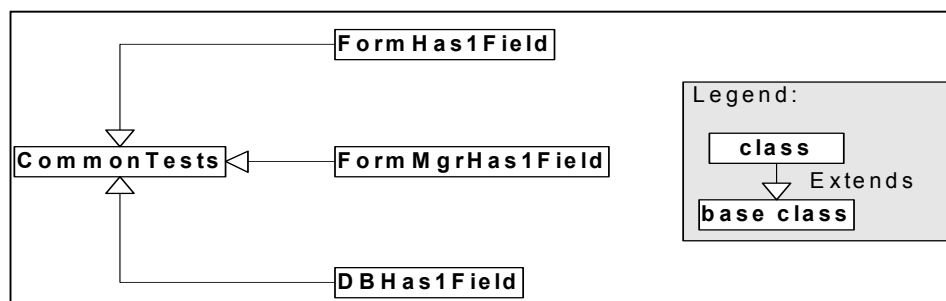 FormHas1Field
Legend:
class
CommonTests
FormMgrHas1Field
Extends
base class
DBHas1Field